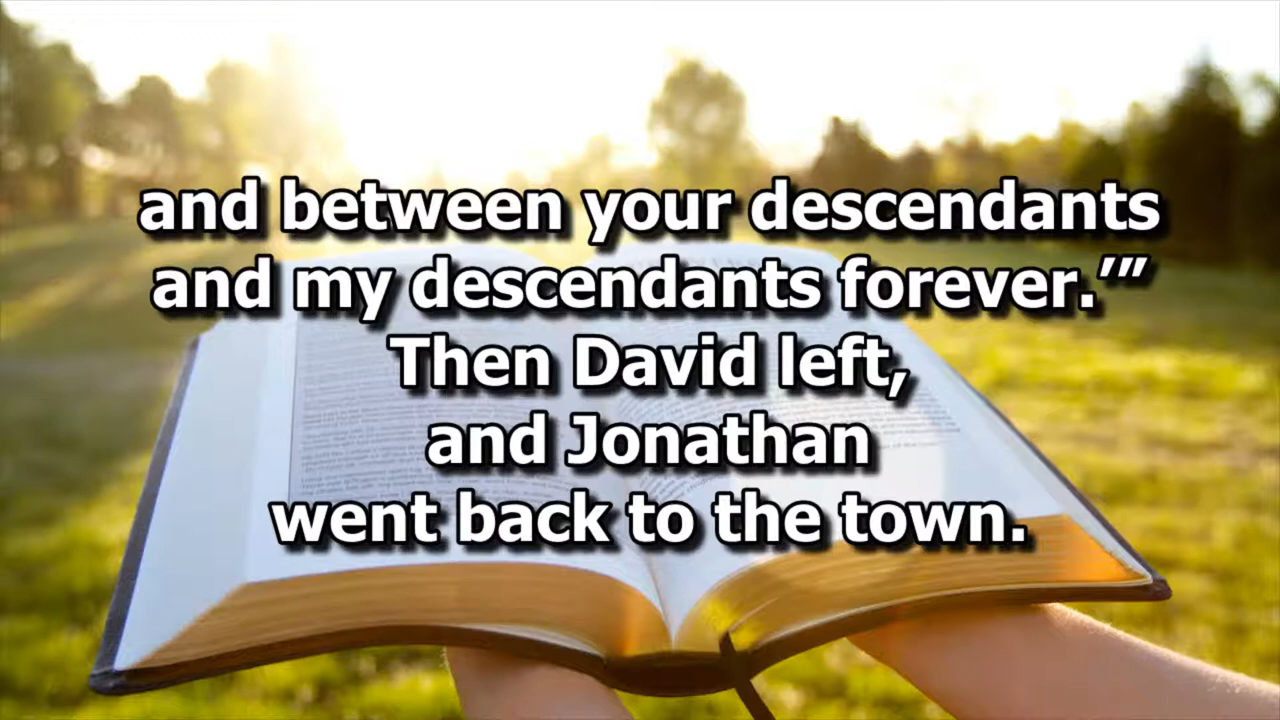 and between your descendants
and my descendants forever.’”
Then David left,
and Jonathan
went back to the town.